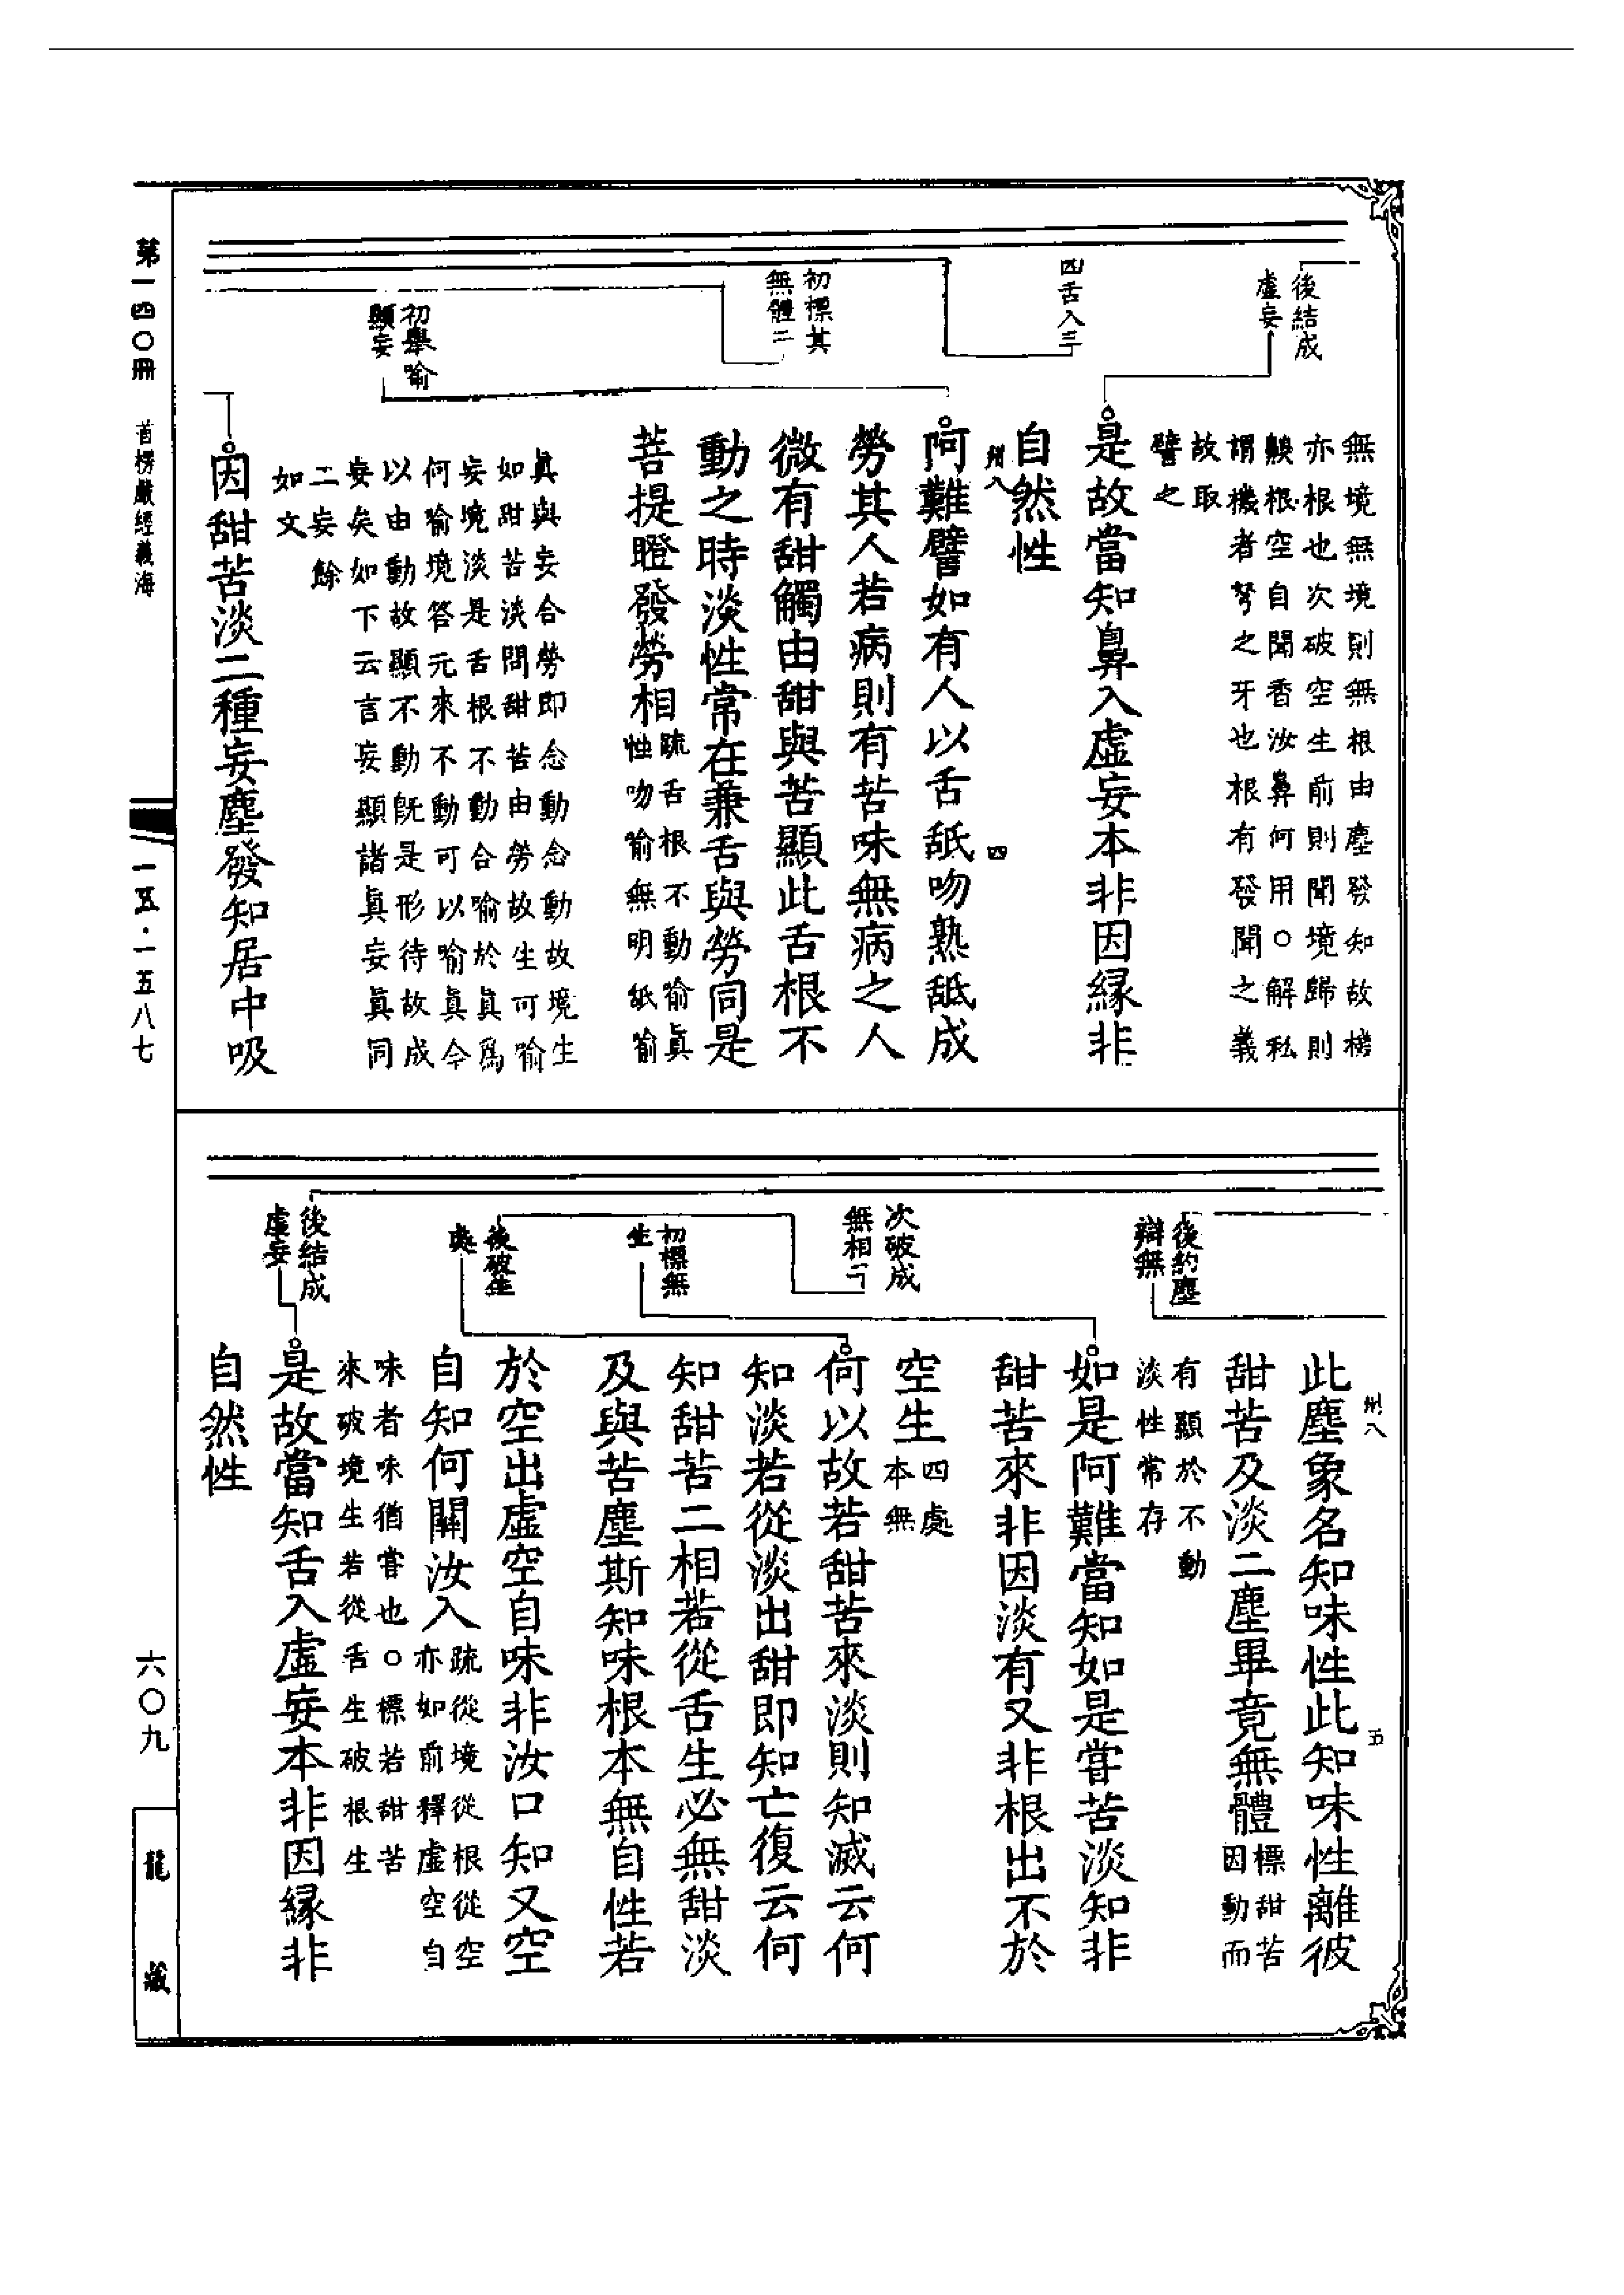 後結成
虛妄
無境無境則無根由塵發知故榜
亦根也次破空生前則聞境歸則
齅根空自聞香汝鼻何用○解私
謂機者弩之牙也根有發聞之義
故取
譬之
是故當知鼻入虛妄本非因緣非
自然性
四舌入三
阿難譬如有人以舌舐吻熟舐成
勞其人若病則有苦味無病之人
微有甜觸由甜與苦顯此舌根不
動之時淡性常在兼舌與勞同是
菩提瞪發勞相
疏舌根不動喻真
性吻喻無明舐喻
初標其
無體二
初舉喻
顯妄
真與妄合勞即念動念動故境生
如甜苦淡問甜苦由勞故生可喻
妄境淡是舌根不動合喻於真為
何喻境答元來不動可以喻真今
以由動故顯不動旣是形待故成
妄矣如下云言妄顯諸真妄真同
二妄餘
如文
因甜苦淡二種妄塵發知居中吸
後約塵
辯無
此塵象名知味性此知味性離彼
甜苦及淡二塵畢竟無體
標甜苦
因動而
有顯於不動
淡性常存
次破成
無相二
初標無
生
如是阿難當知如是甞苦淡知非
甜苦來非因淡有又非根出不於
空生
四處
本無
後破生
處
何以故若甜苦來淡則知滅云何
知淡若從淡出甜即知亡復云何
知甜苦二相若從舌生必無甜淡
及與苦塵斯知味根本無自性若
於空出虛空自味非汝口知又空
自知何關汝入
疏從境從根從空
亦如前釋虛空自
味者味猶甞也○標若甜苦
來破境生若從舌生破根生
後結成
虛妄
是故當知舌入虛妄本非因緣非
自然性
第一四〇冊
首楞嚴經義海
一五·一五八七
六〇九
龍藏
四
五